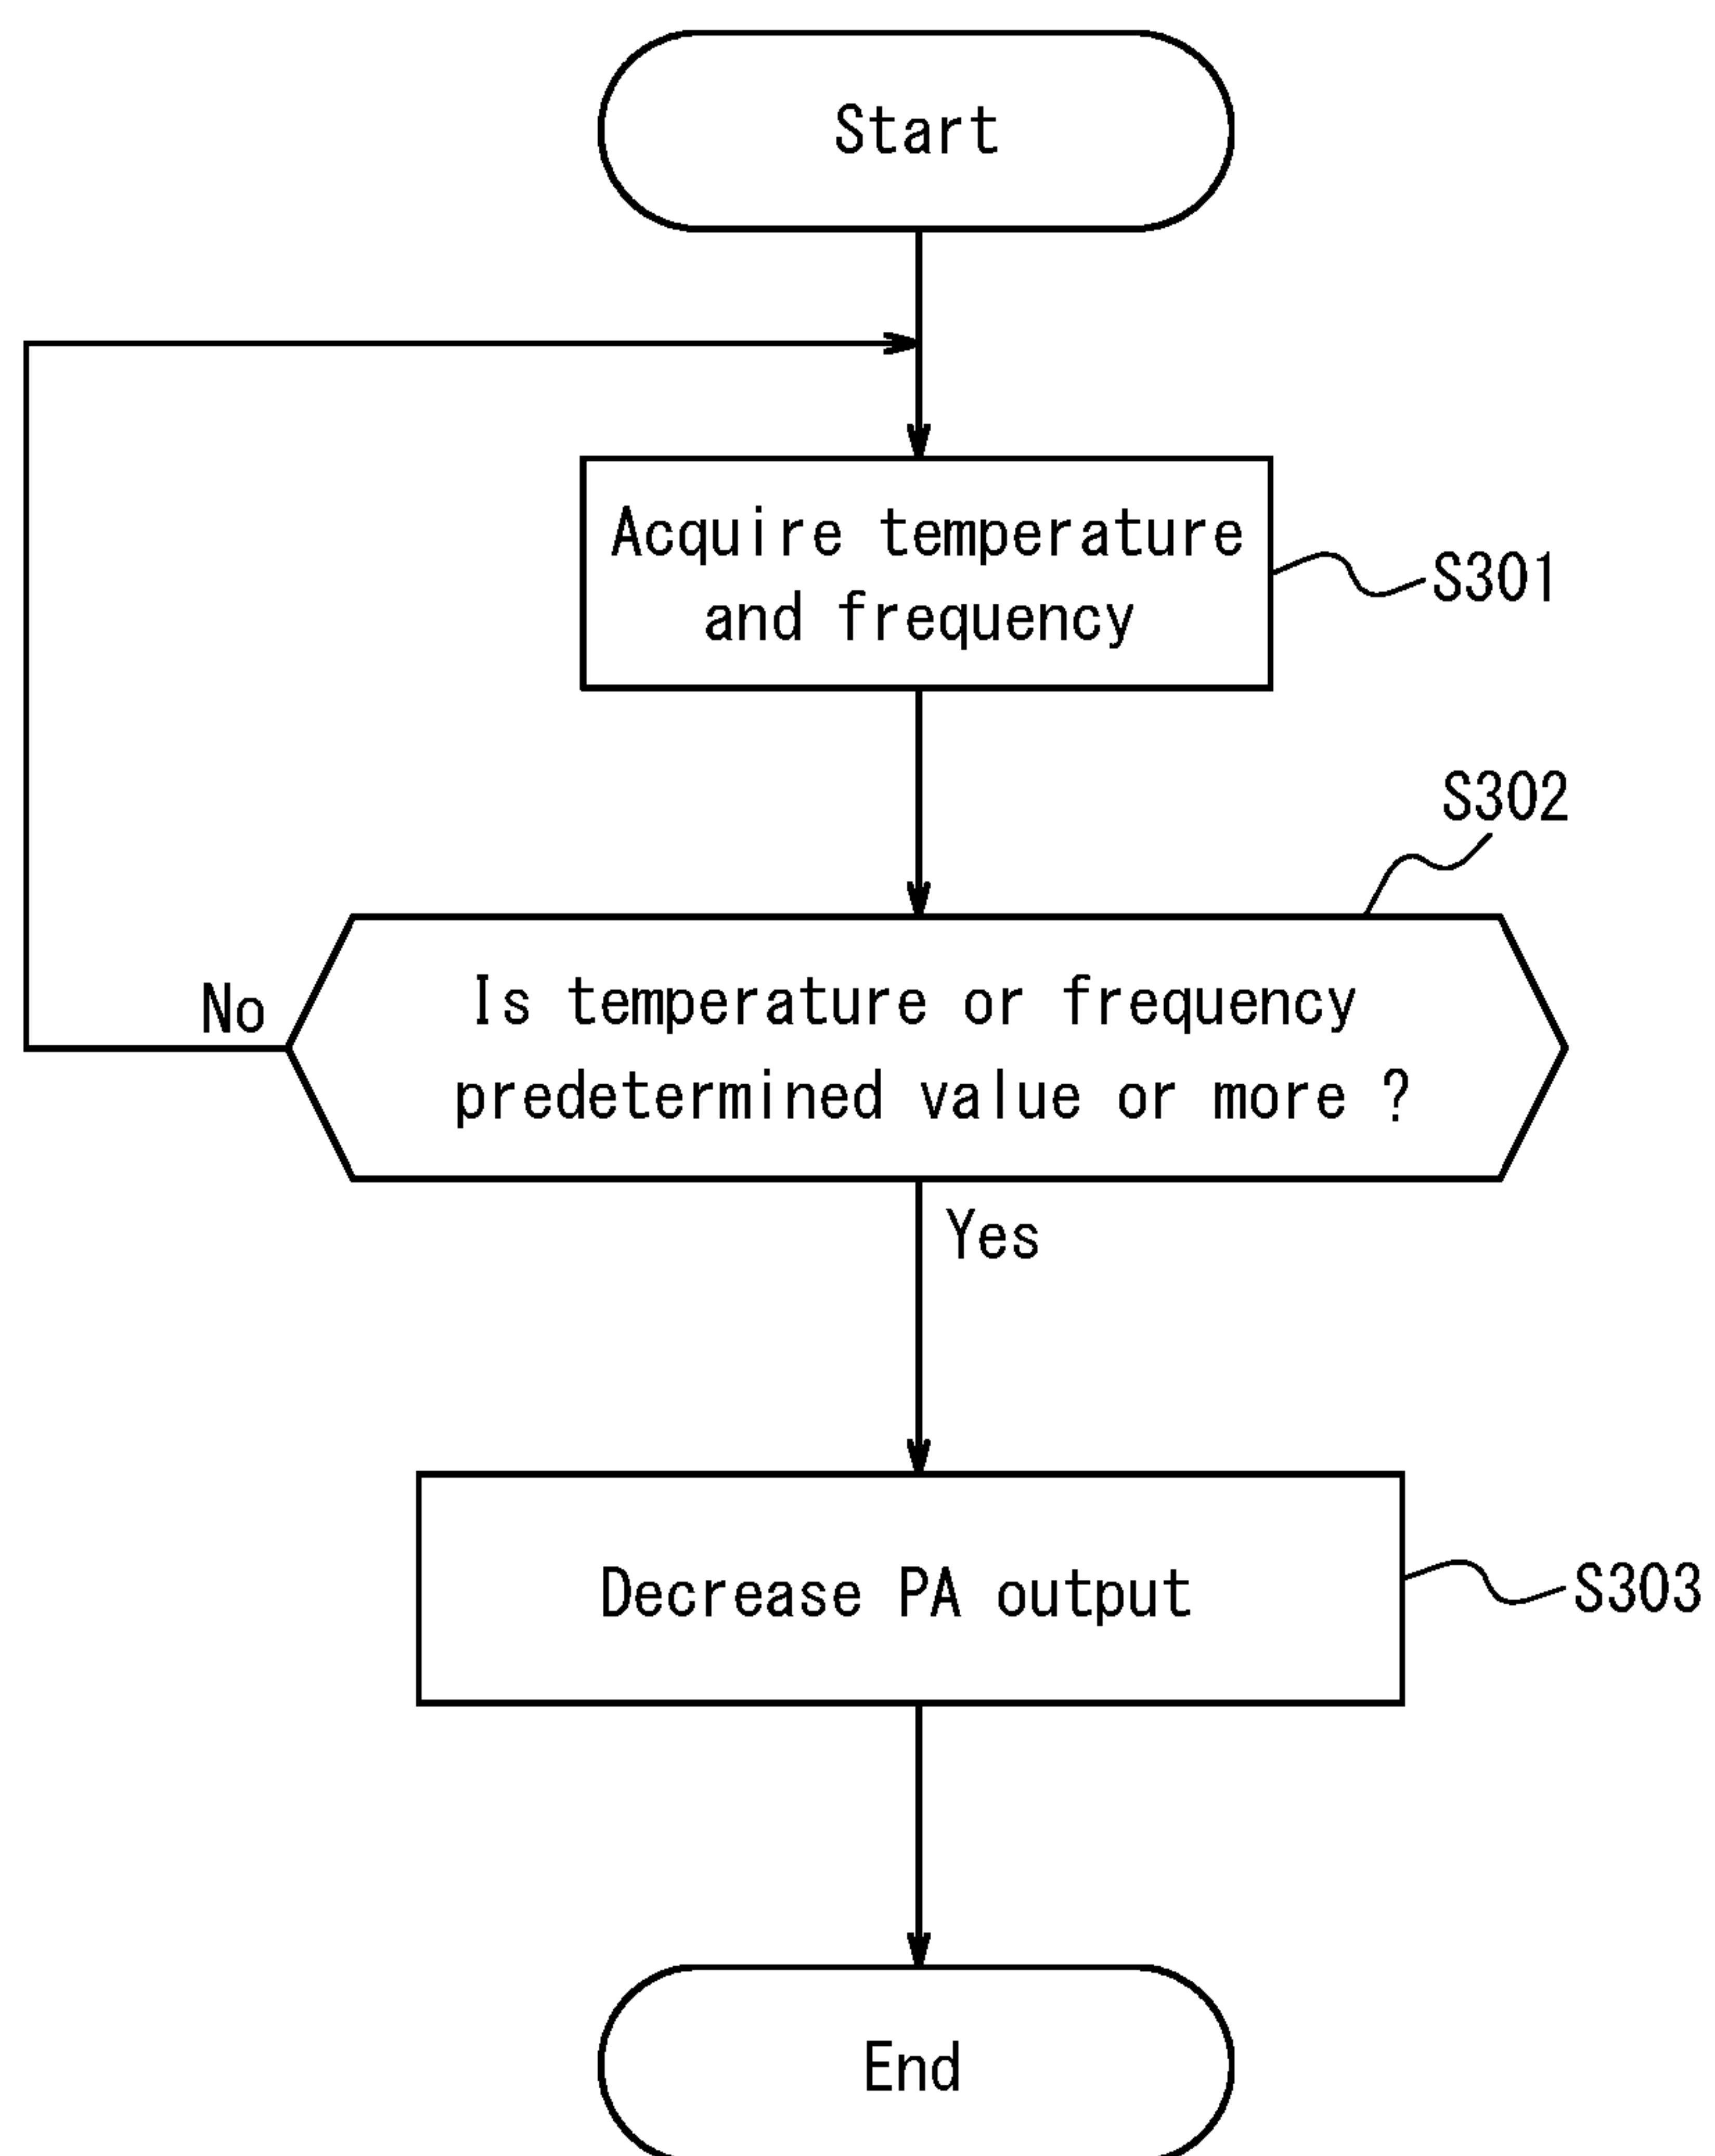 Start
Acquire temperature
and frequency
S301
S302
Is temperature or frequency
predetermined value or more ?
No
Yes
Decrease PA output
S303
End